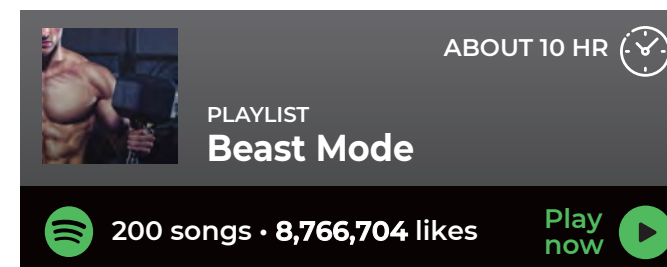 ABOUT 10 HR
PLAYLIST
Beast Mode
200 songs • 8,766,704 likes
Play
now